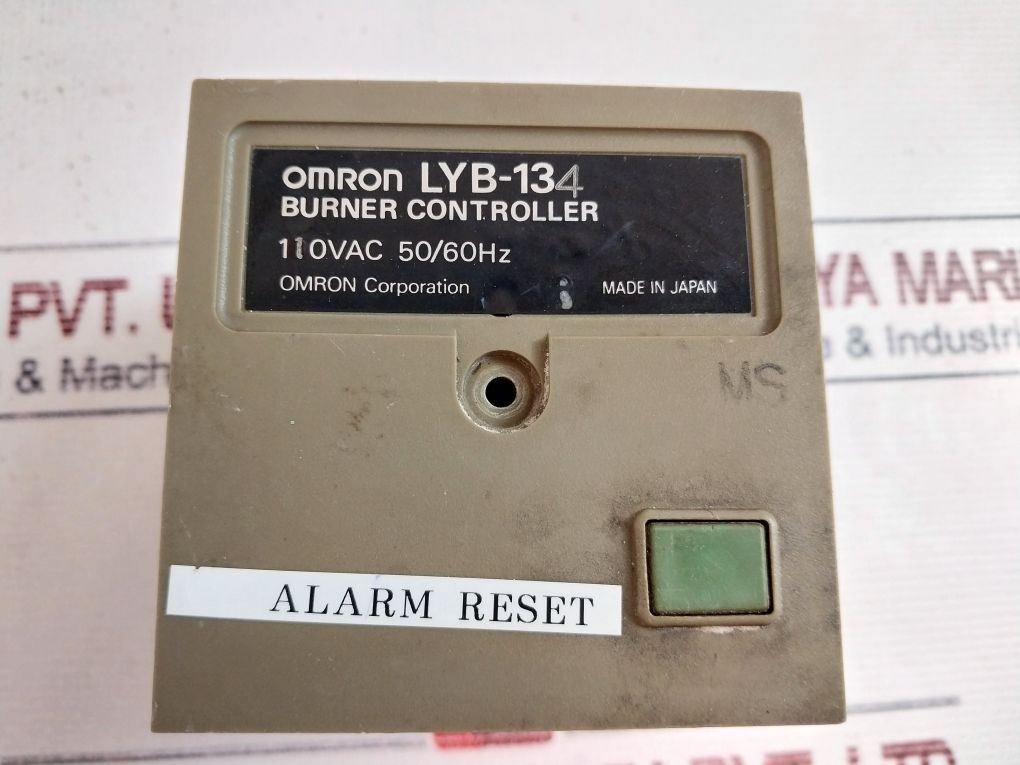 OMRON LYB-134
BURNER CONTROLLER
110VAC 50/60Hz
OMRON Corporation MADE IN JAPAN
PVT.
YA
& Industri
& Mach
MS
ALARM RESET